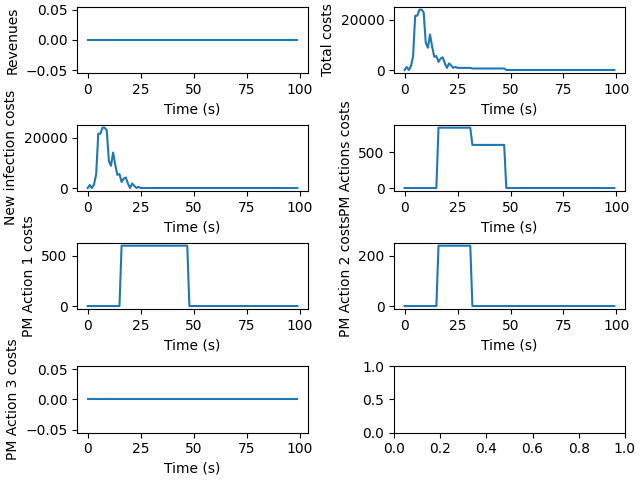 Revenues
0.05
0.00
−0.05
0 25 50 75 100
Time (s)
Total costs
20000
0
0 25 50 75 100
Time (s)
New infection costs
20000
0
0 25 50 75 100
Time (s)
PM Actions costs
500
0
0 25 50 75 100
Time (s)
PM Action 1 costs
500
0
0 25 50 75 100
Time (s)
PM Action 2 costs
200
0
0 25 50 75 100
Time (s)
PM Action 3 costs
0.05
0.00
−0.05
0 25 50 75 100
Time (s)
1.0
0.5
0.0
0.0 0.2 0.4 0.6 0.8 1.0